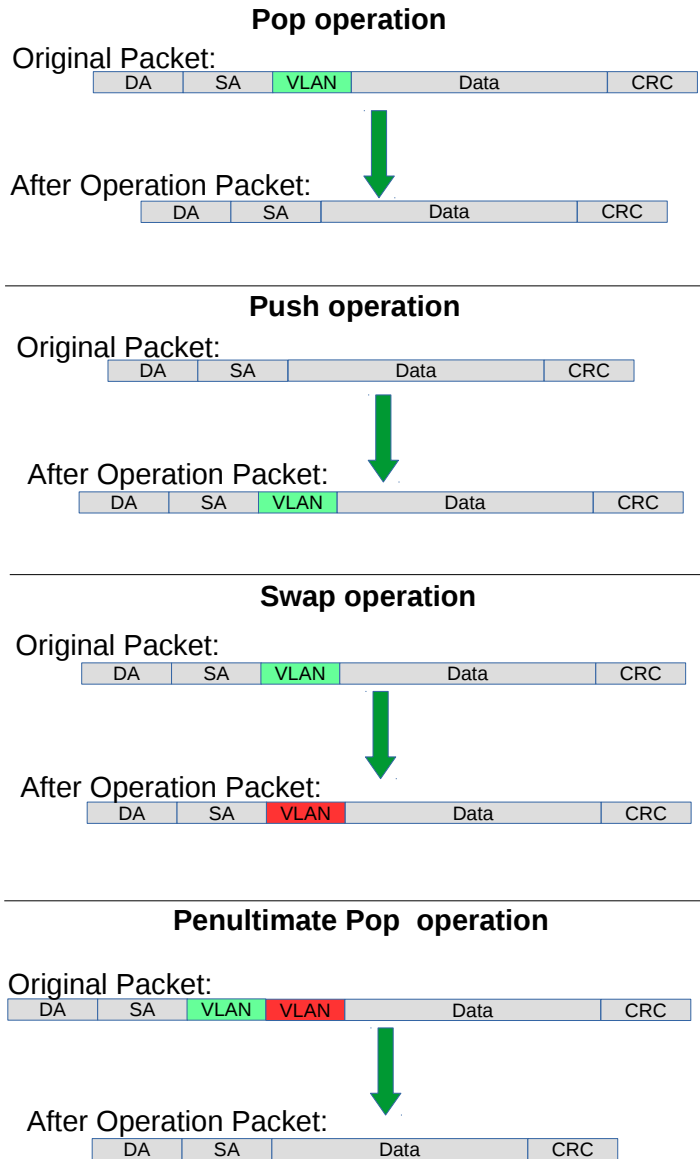 Pop operation
Original Packet:
DA SA VLAN Data CRC
After Operation Packet:
DA SA Data CRC
Push operation
Original Packet:
DA SA Data CRC
After Operation Packet:
DA SA VLAN Data CRC
Swap operation
Original Packet:
DA SA VLAN Data CRC
After Operation Packet:
DA SA VLAN Data CRC
Penultimate Pop operation
Original Packet:
DA SA VLAN VLAN Data CRC
After Operation Packet:
DA SA Data CRC